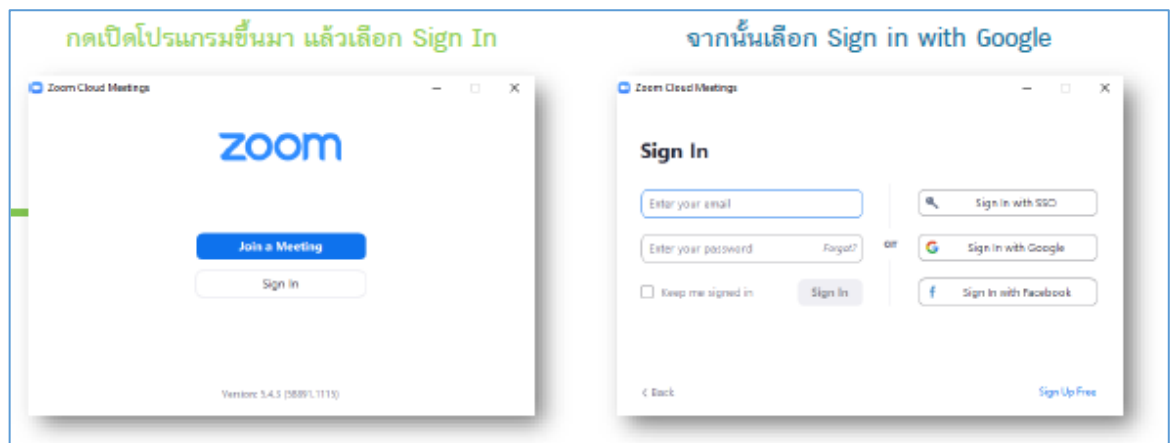 กดเปิดโปรแกรมขึ้นมา แล้วเลือก Sign In
Zoom Cloud Meetings
zoom
Join a Meeting
Sign In
Version: 5.4.3 (58891.1115)
จากนั้นเลือก Sign in with Google
Zoom Cloud Meetings
Sign In
Enter your email
Enter your password Forgot?
Keep me signed in Sign In
or
Sign In with SSO
Sign In with Google
Sign In with Facebook
< Back
Sign Up Free